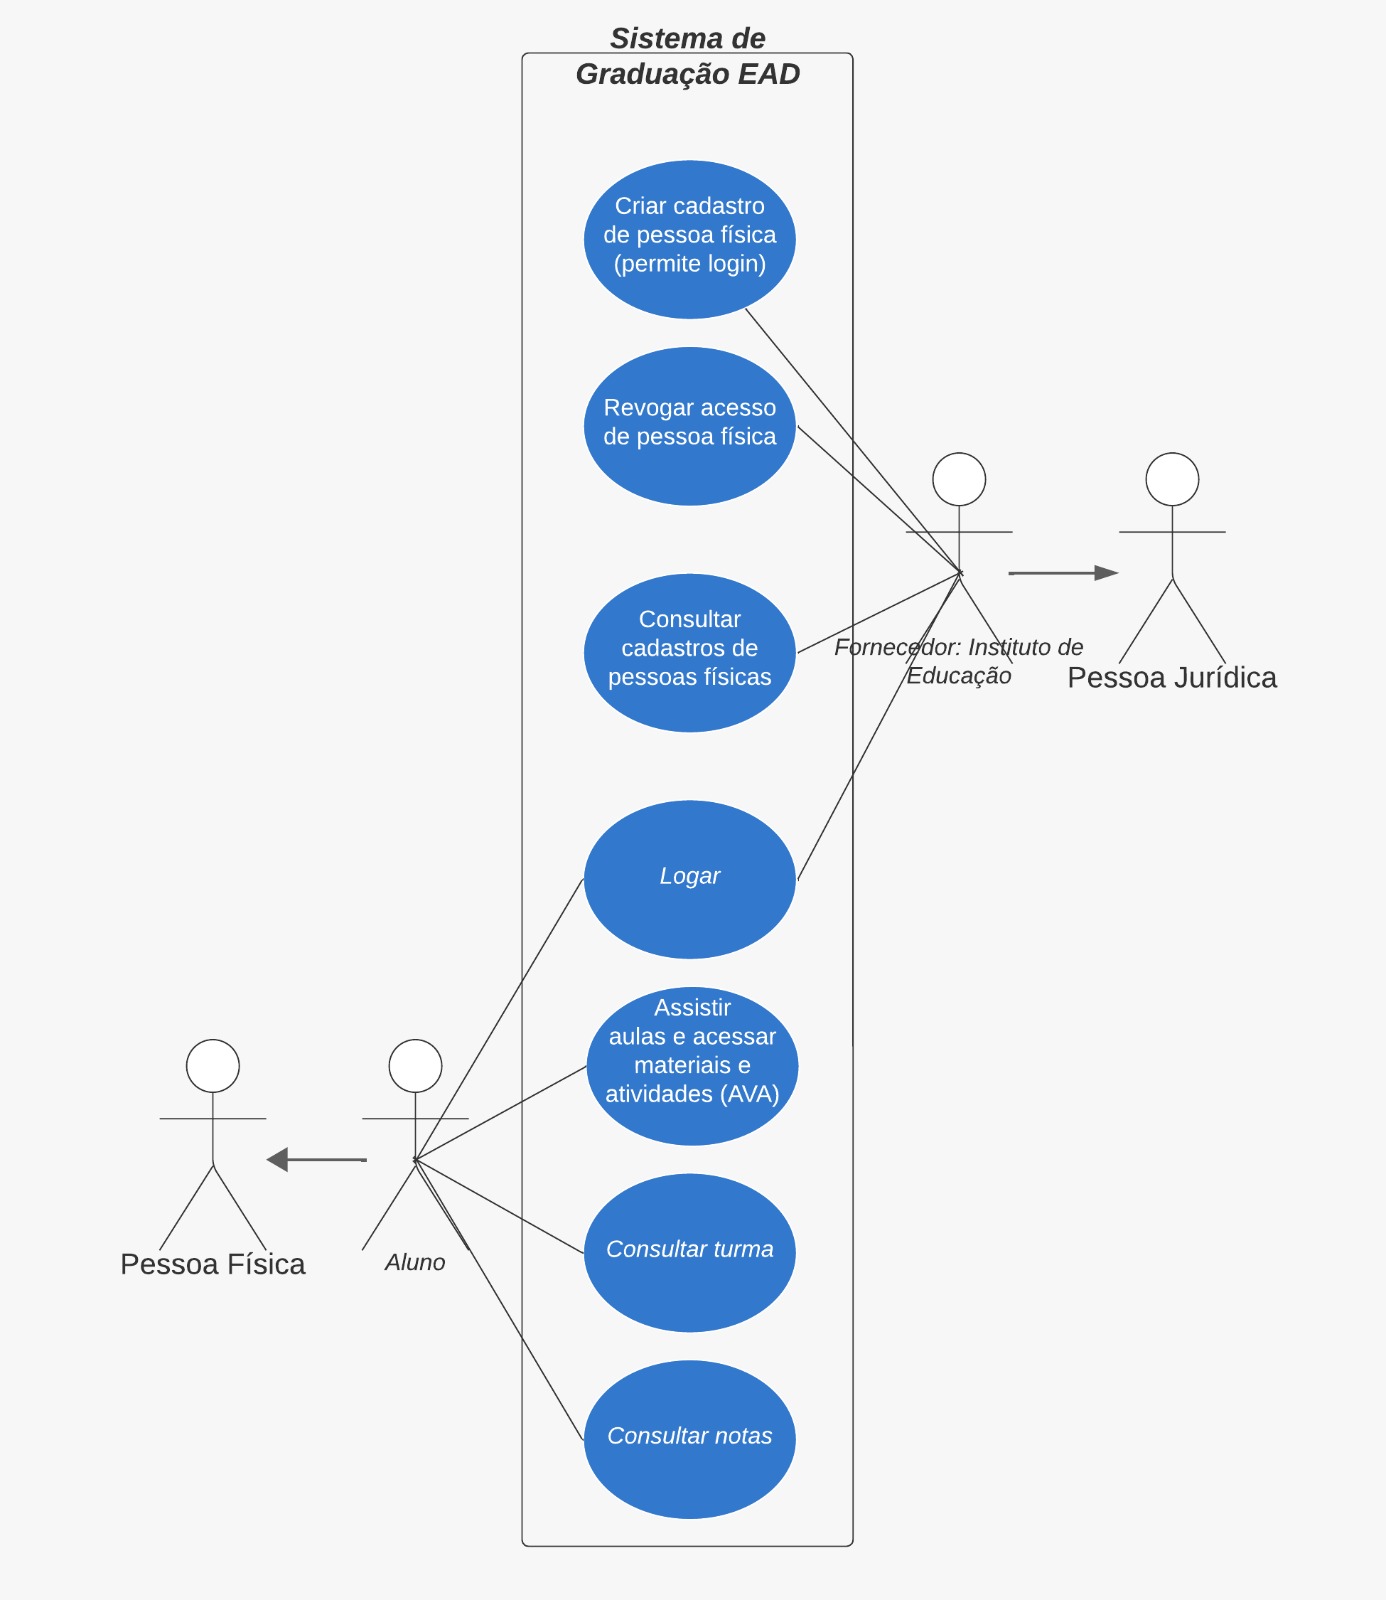 Sistema de
Graduação EAD
Criar cadastro
de pessoa física
(permite login)
Revogar acesso
de pessoa física
Consultar
cadastros de
pessoas físicas
Fornecedor: Instituto de
Educação
Pessoa Jurídica
Logar
Assistir
aulas e acessar
materiais e
atividades (AVA)
Pessoa Física
Aluno
Consultar turma
Consultar notas